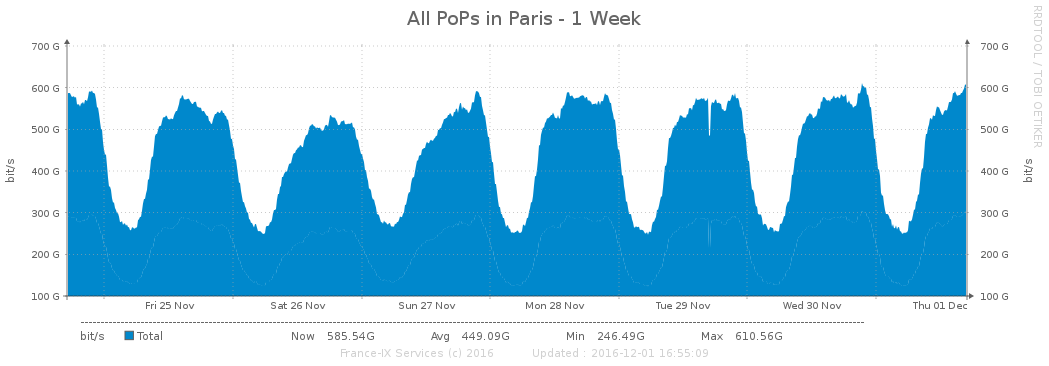 All PoPs in Paris - 1 Week
RRDTOOL / TOBI OETIKER
700 G 700 G
600 G 600 G
500 G 500 G
400 G 400 G
300 G 300 G
200 G 200 G
100 G 100 G
bit/s
bit/s
Fri 25 Nov Sat 26 Nov Sun 27 Nov Mon 28 Nov Tue 29 Nov Wed 30 Nov Thu 01 Dec
bit/s Total Now 585.54G Avg 449.09G Min 246.49G Max 610.56G
France-IX Services (c) 2016 Updated : 2016-12-01 16:55:09